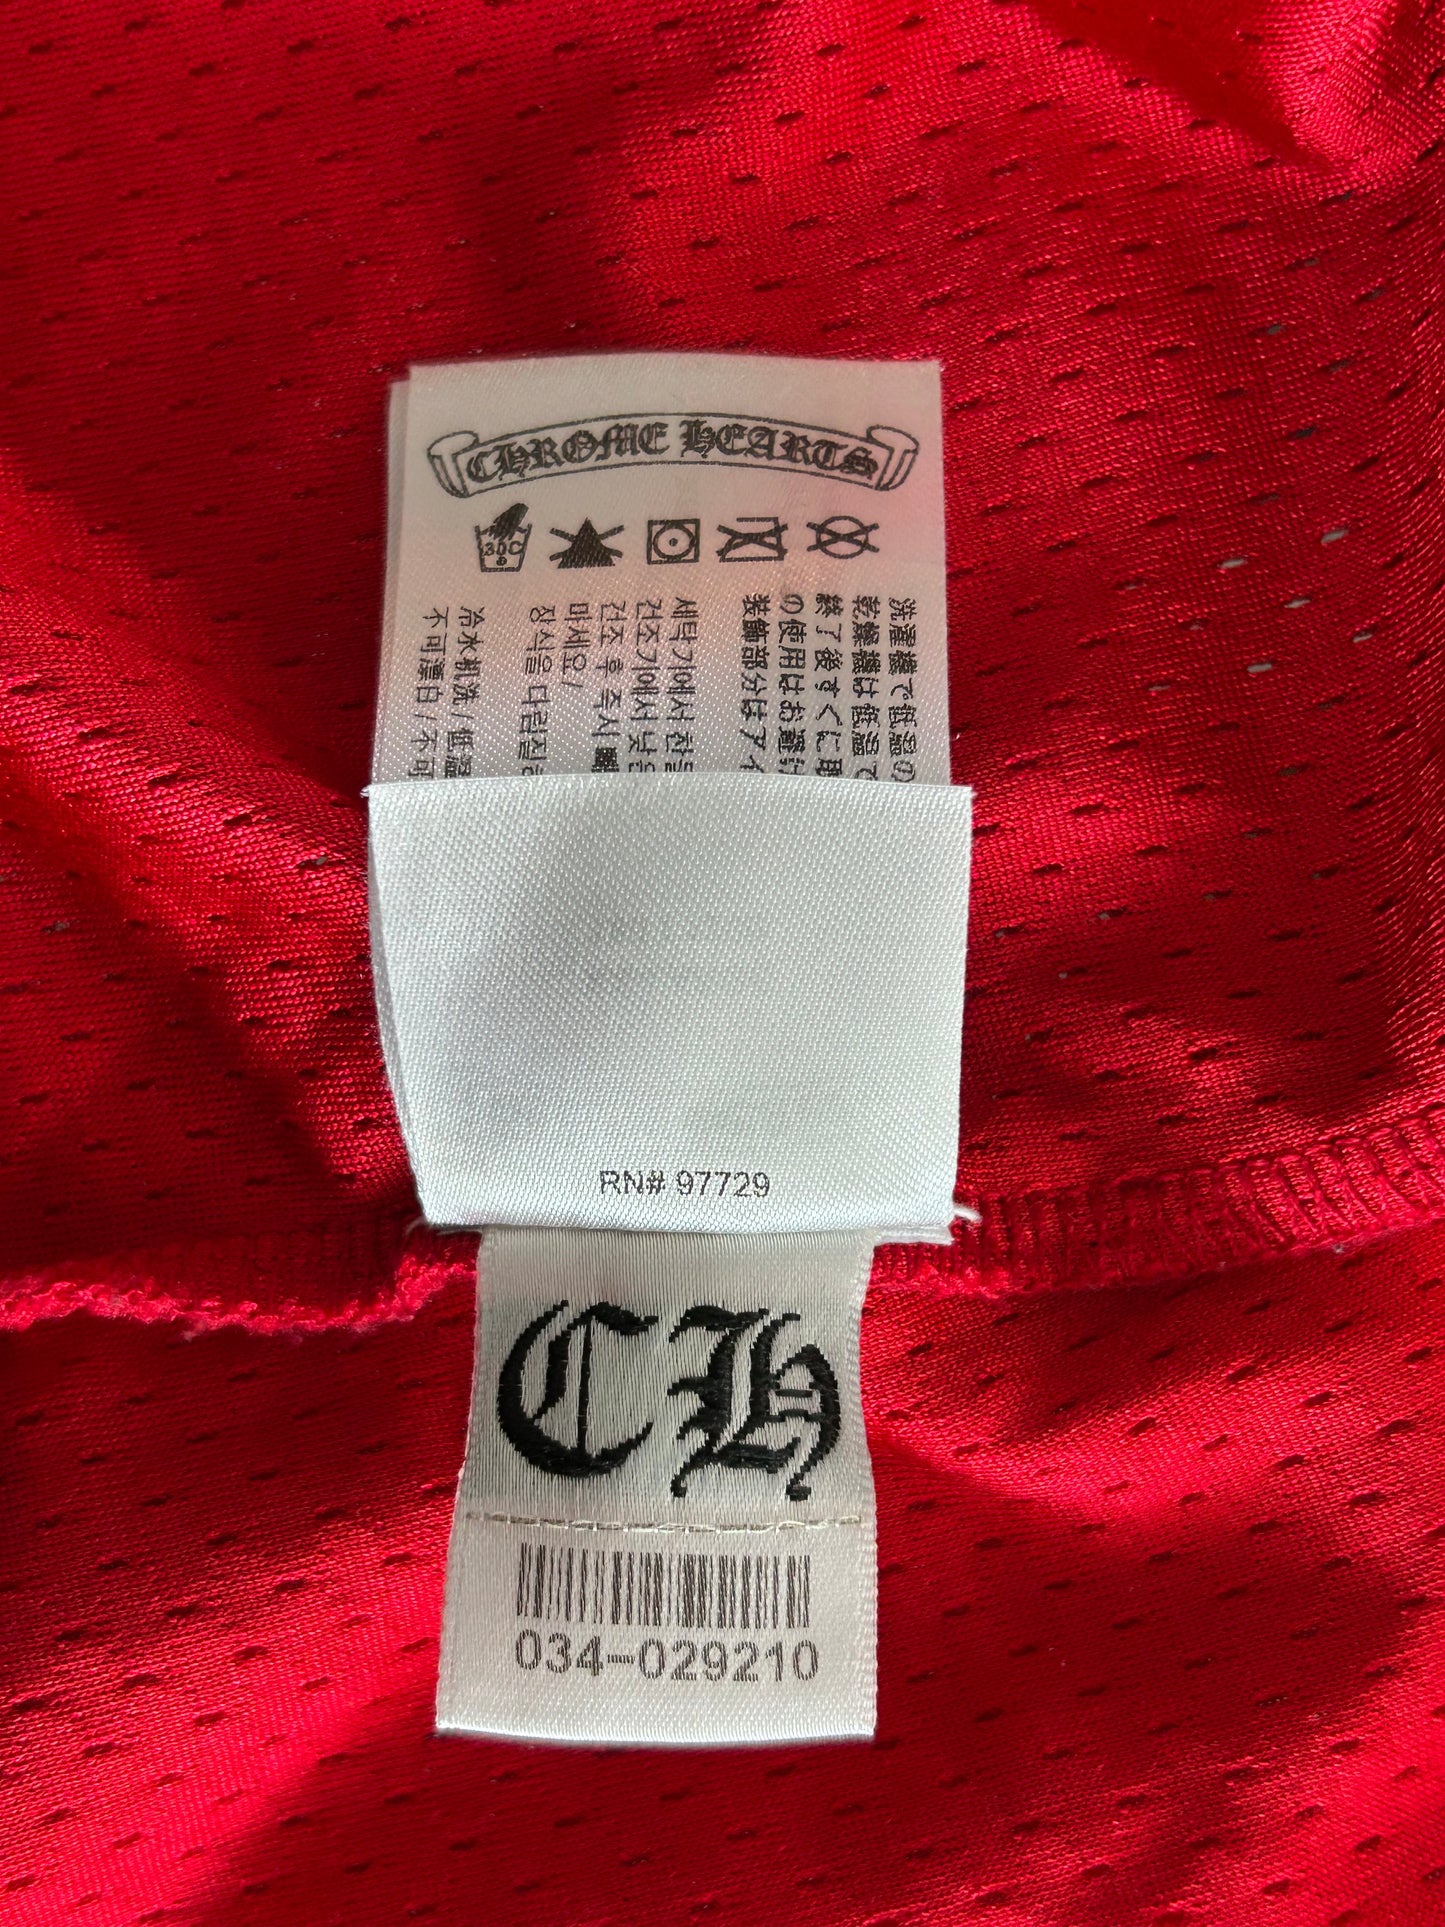 CHROME HEARTS
30C
洗濯機で低温の
乾燥機は低温で
終了後すぐに取
の使用はお避け
装飾部分はアイ
세탁기에서 찬물
건조기에서 낮은
건조 후 즉시
마세요/
장식을 다림질
冷水机洗/低温
不可漂白/不可
RN# 97729
CH
034-029210